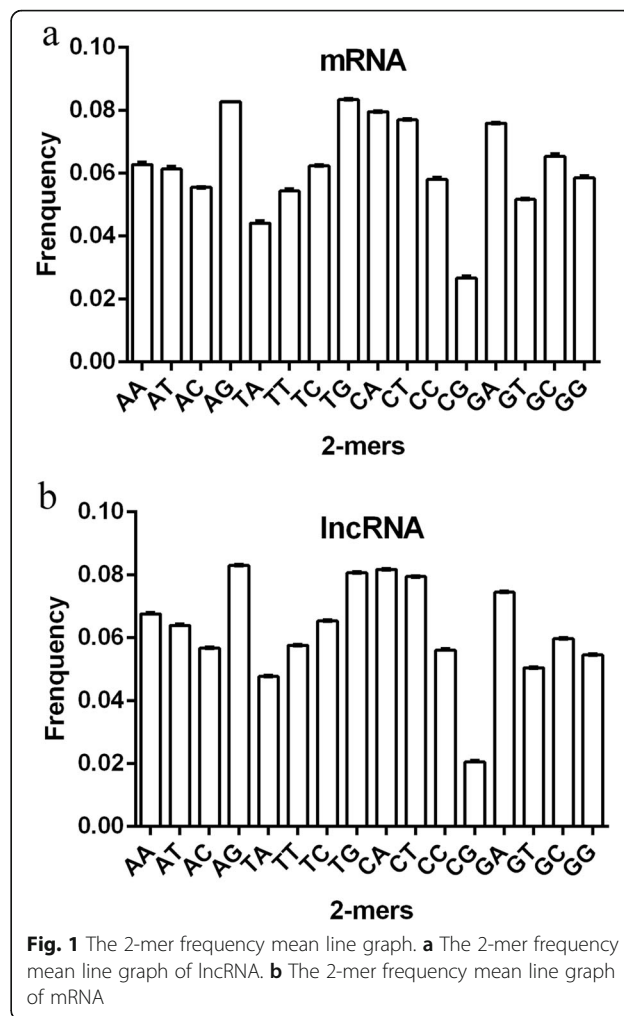 a
mRNA
Frenquency
0.10
0.08
0.06
0.04
0.02
0.00
AA AT AC AG TA TT TC TG CA CT CC CG GA GT GC GG
2-mers
b
lncRNA
Frenquency
0.10
0.08
0.06
0.04
0.02
0.00
AA AT AC AG TA TT TC TG CA CT CC CG GA GT GC GG
2-mers
Fig. 1 The 2-mer frequency mean line graph. a The 2-mer frequency
mean line graph of lncRNA. b The 2-mer frequency mean line graph
of mRNA